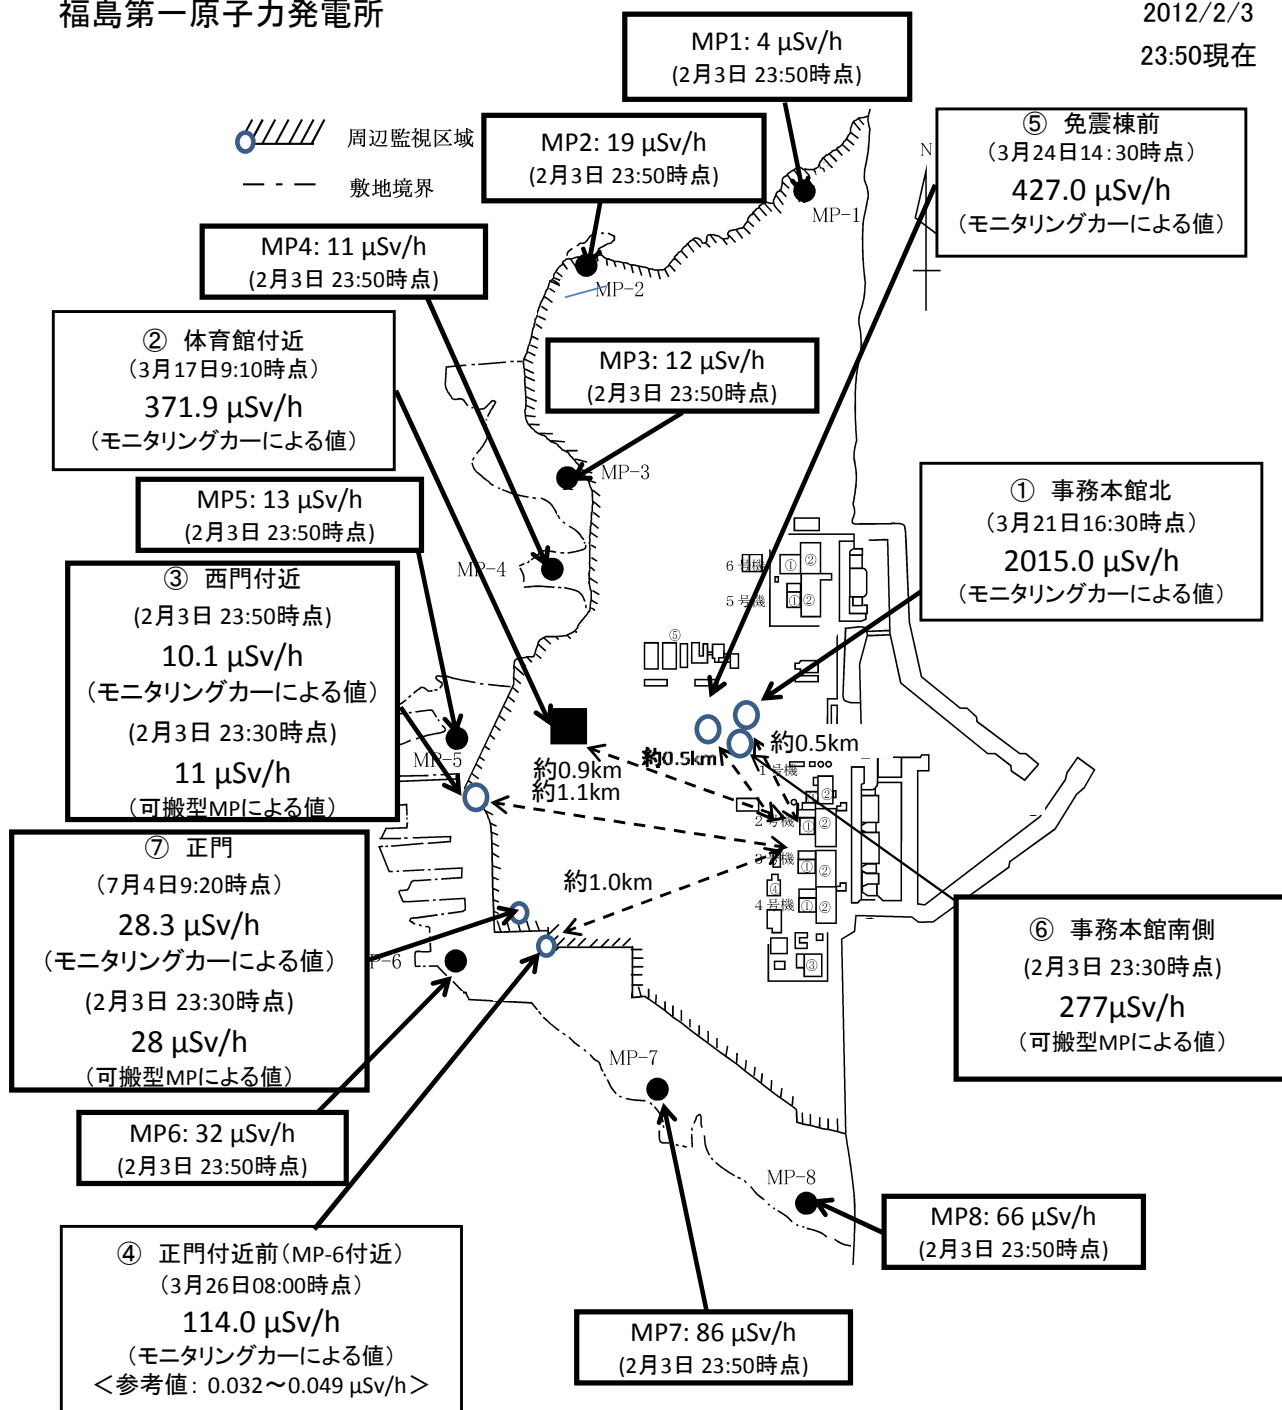 福島第一原子力発電所
2012/2/3
23:50現在
周辺監視区域
敷地境界
MP1: 4 μSv/h
(2月3日 23:50時点)
MP2: 19 μSv/h
(2月3日 23:50時点)
⑤ 免震棟前
(3月24日14:30時点)
427.0 μSv/h
(モニタリングカーによる値)
N
MP-1
MP4: 11 μSv/h
(2月3日 23:50時点)
MP-2
② 体育館付近
(3月17日9:10時点)
371.9 μSv/h
(モニタリングカーによる値)
MP3: 12 μSv/h
(2月3日 23:50時点)
MP-3
MP5: 13 μSv/h
(2月3日 23:50時点)
① 事務本館北
(3月21日16:30時点)
2015.0 μSv/h
(モニタリングカーによる値)
MP-4
6号機
① ②
5号機
① ②
③ 西門付近
(2月3日 23:50時点)
10.1 μSv/h
(モニタリングカーによる値)
(2月3日 23:30時点)
11 μSv/h
(可搬型MPによる値)
⑤
MP-5
約0.9km
約1.1km
約0.5km
約0.5km
1号機
②
2号機
① ②
3号機
① ②
④
4号機
① ②
③
約1.0km
⑦ 正門
(7月4日9:20時点)
28.3 μSv/h
(モニタリングカーによる値)
(2月3日 23:30時点)
28 μSv/h
(可搬型MPによる値)
P-6
⑥ 事務本館南側
(2月3日 23:30時点)
277μSv/h
(可搬型MPによる値)
MP-7
MP6: 32 μSv/h
(2月3日 23:50時点)
MP-8
MP8: 66 μSv/h
(2月3日 23:50時点)
④ 正門付近前(MP-6付近)
(3月26日08:00時点)
114.0 μSv/h
(モニタリングカーによる値)
<参考値: 0.032～0.049 μSv/h>
MP7: 86 μSv/h
(2月3日 23:50時点)